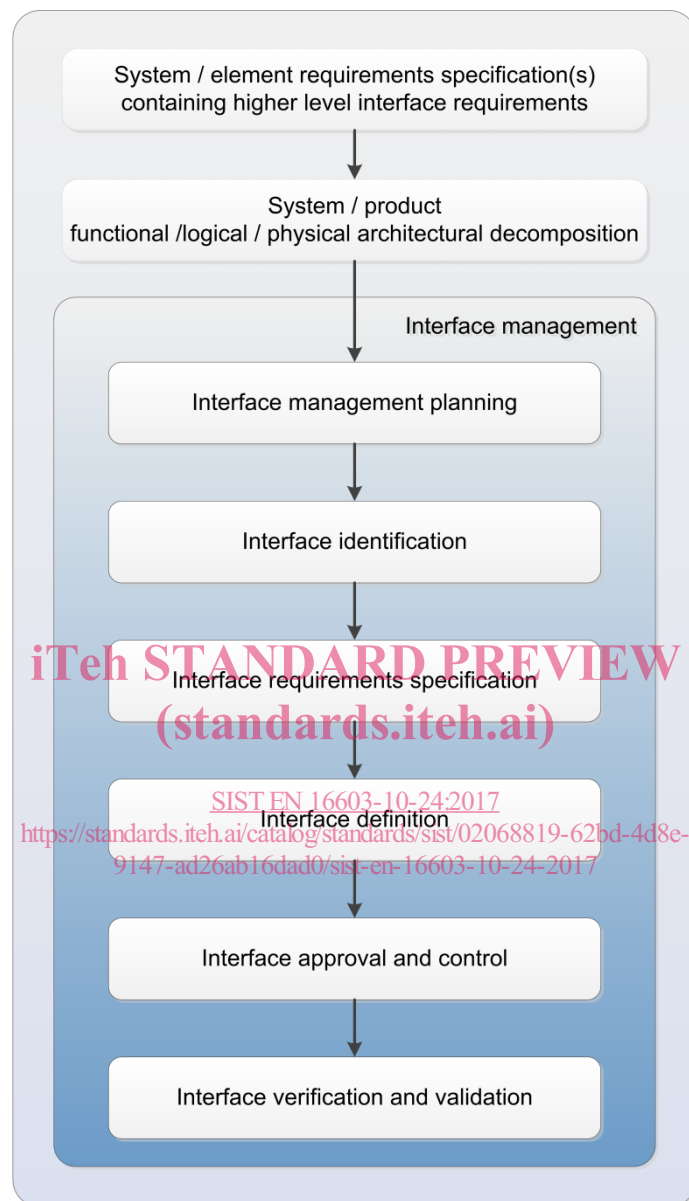 System / element requirements specification(s)
containing higher level interface requirements
System / product
functional /logical / physical architectural decomposition
Interface management
Interface management planning
Interface identification
iTeh STANDARD PREVIEW
Interface requirements specification
(standards.iteh.ai)
SIST EN 16603-10-24:2017
Interface definition
https://standards.iteh.ai/catalog/standards/sist/02068819-62bd-4d8e-
9147-ad26ab16dad0/sist-en-16603-10-24-2017
Interface approval and control
Interface verification and validation